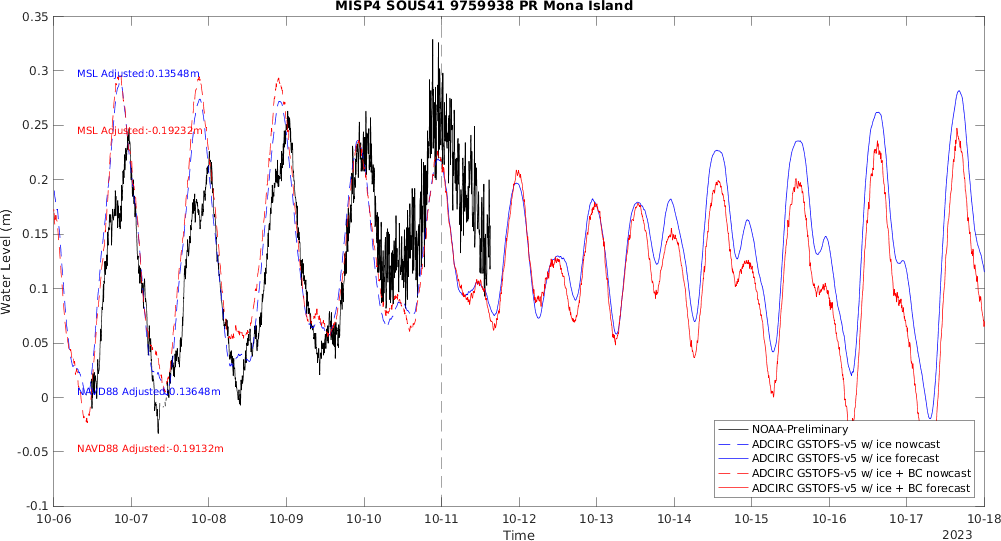 MISP4 SOUS41 9759938 PR Mona Island
0.35
0.3
0.25
0.2
0.15
0.1
0.05
0
-0.05
-0.1
Water Level (m)
MSL Adjusted:0.13548m
MSL Adjusted:-0.19232m
NAVD88 Adjusted:0.13648m
NAVD88 Adjusted:-0.19132m
NOAA-Preliminary
ADCIRC GSTOFS-v5 w/ ice nowcast
ADCIRC GSTOFS-v5 w/ ice forecast
ADCIRC GSTOFS-v5 w/ ice + BC nowcast
ADCIRC GSTOFS-v5 w/ ice + BC forecast
10-06 10-07 10-08 10-09 10-10 10-11 10-12 10-13 10-14 10-15 10-16 10-17 10-18
Time
2023